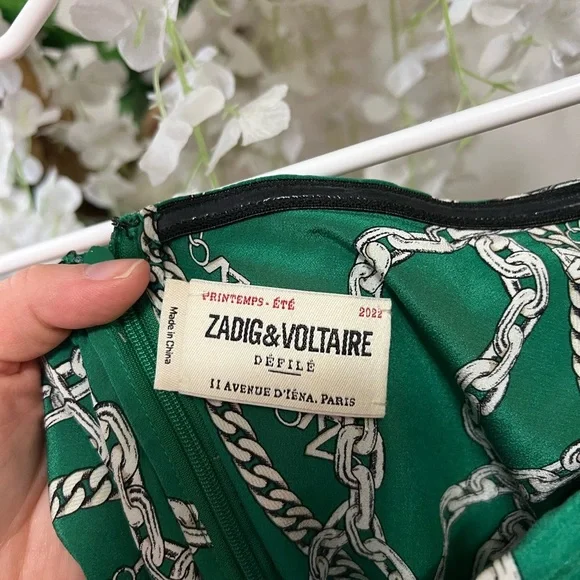 PRINTEMPS - ÉTÉ 2022
ZADIG&VOLTAIRE
DÉFILÉ
11 AVENUE D'IÉNA. PARIS
Made in China